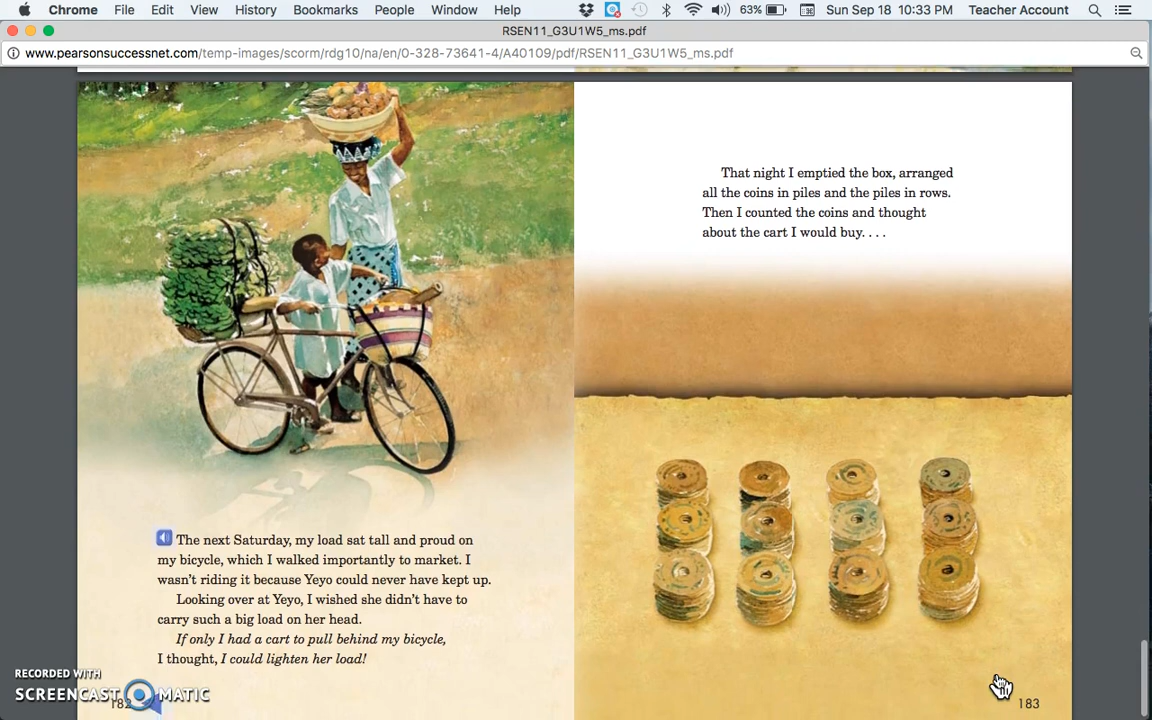 Chrome File Edit View History Bookmarks People Window Help 63% Sun Sep 18 10:33 PM Teacher Account
RSEN11_G3U1W5_ms.pdf
www.pearsonsuccessnet.com/temp-images/scorm/rdg10/na/en/0-328-73641-4/A40109/pdf/RSEN11_G3U1W5_ms.pdf
The next Saturday, my load sat tall and proud on
my bicycle, which I walked importantly to market. I
wasn't riding it because Yeyo could never have kept up.
Looking over at Yeyo, I wished she didn't have to
carry such a big load on her head.
If only I had a cart to pull behind my bicycle,
I thought, I could lighten her load!
182
That night I emptied the box, arranged
all the coins in piles and the piles in rows.
Then I counted the coins and thought
about the cart I would buy. . . .
183
RECORDED WITH
SCREENCAST MATIC